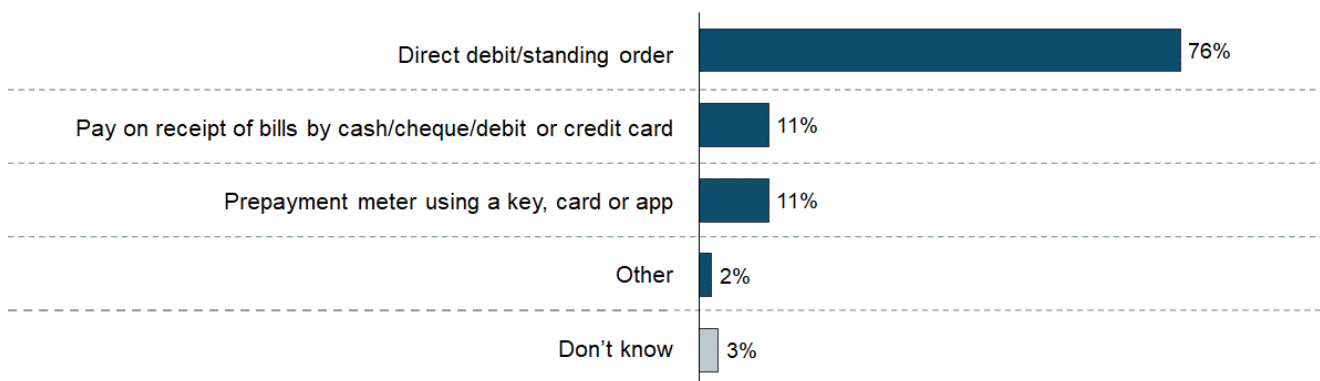 Direct debit/standing order 76%
Pay on receipt of bills by cash/cheque/debit or credit card 11%
Prepayment meter using a key, card or app 11%
Other 2%
Don’t know 3%